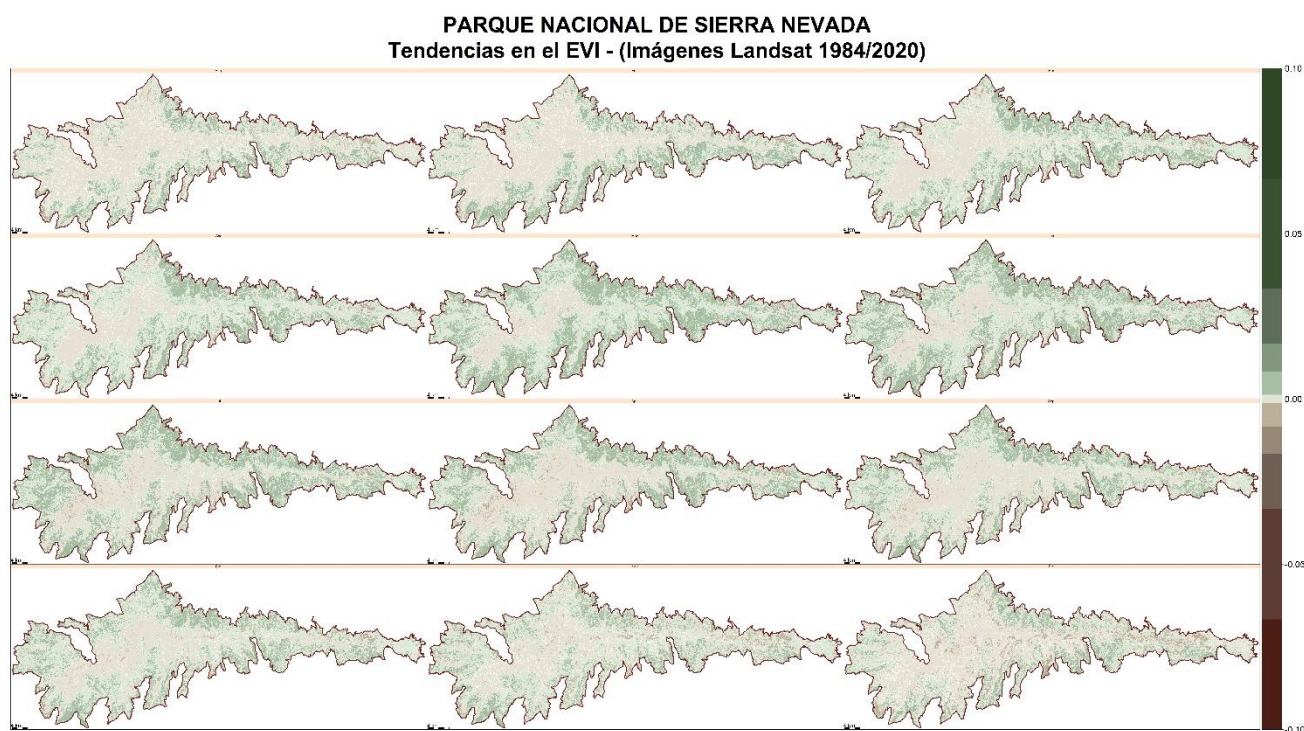 PARQUE NACIONAL DE SIERRA NEVADA
Tendencias en el EVI - (Imágenes Landsat 1984/2020)
0.10
0.05
0.00
-0.05
-0.10